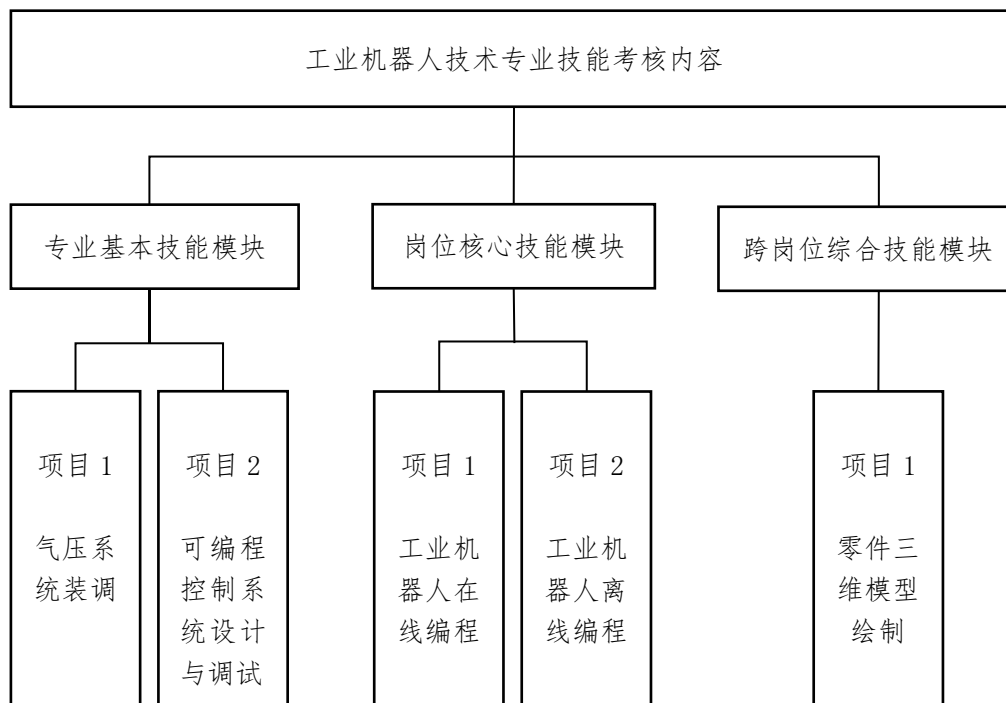 工业机器人技术专业技能考核内容
专业基本技能模块
岗位核心技能模块
跨岗位综合技能模块
项目 1
气压系
统装调
项目 2
可编程
控制系
统设计
与调试
项目 1
工业机
器人在
线编程
项目 2
工业机
器人离
线编程
项目 1
零件三
维模型
绘制